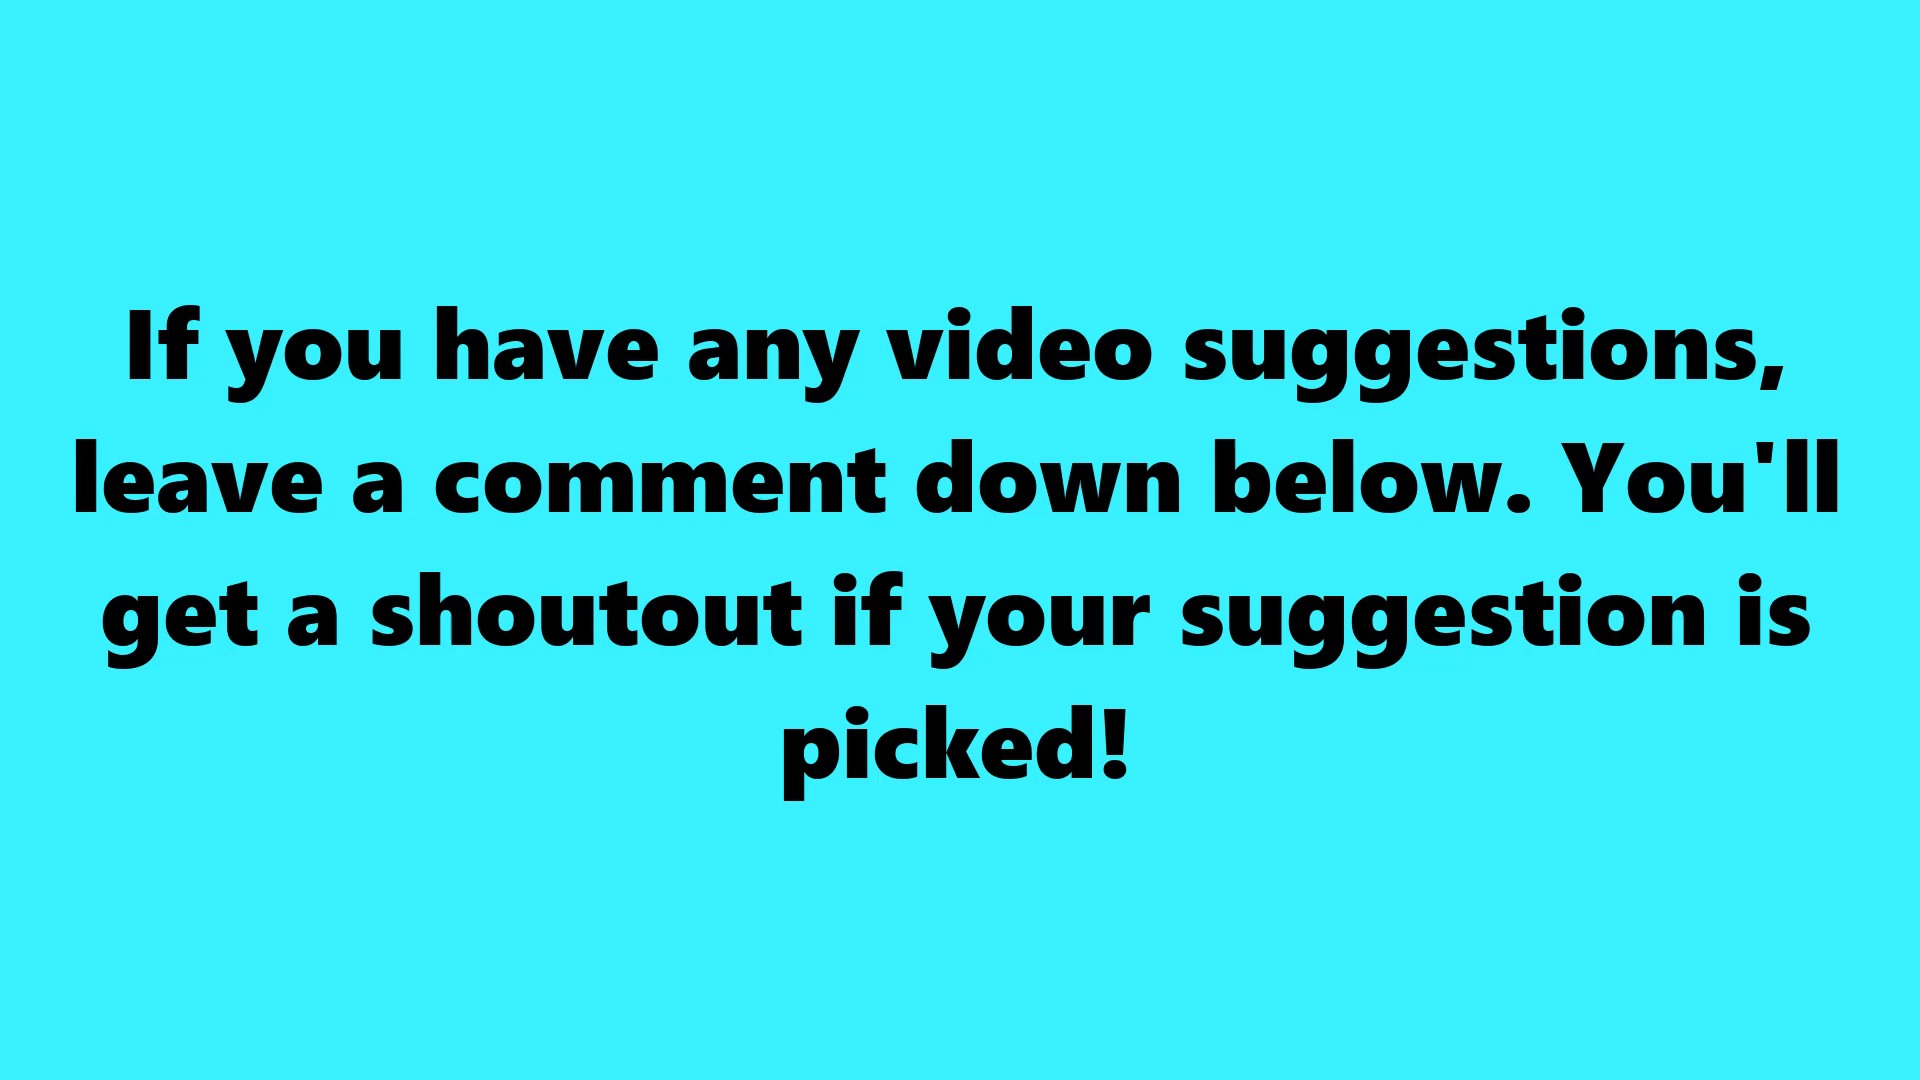 If you have any video suggestions,
leave a comment down below. You'll
get a shoutout if your suggestion is
picked!